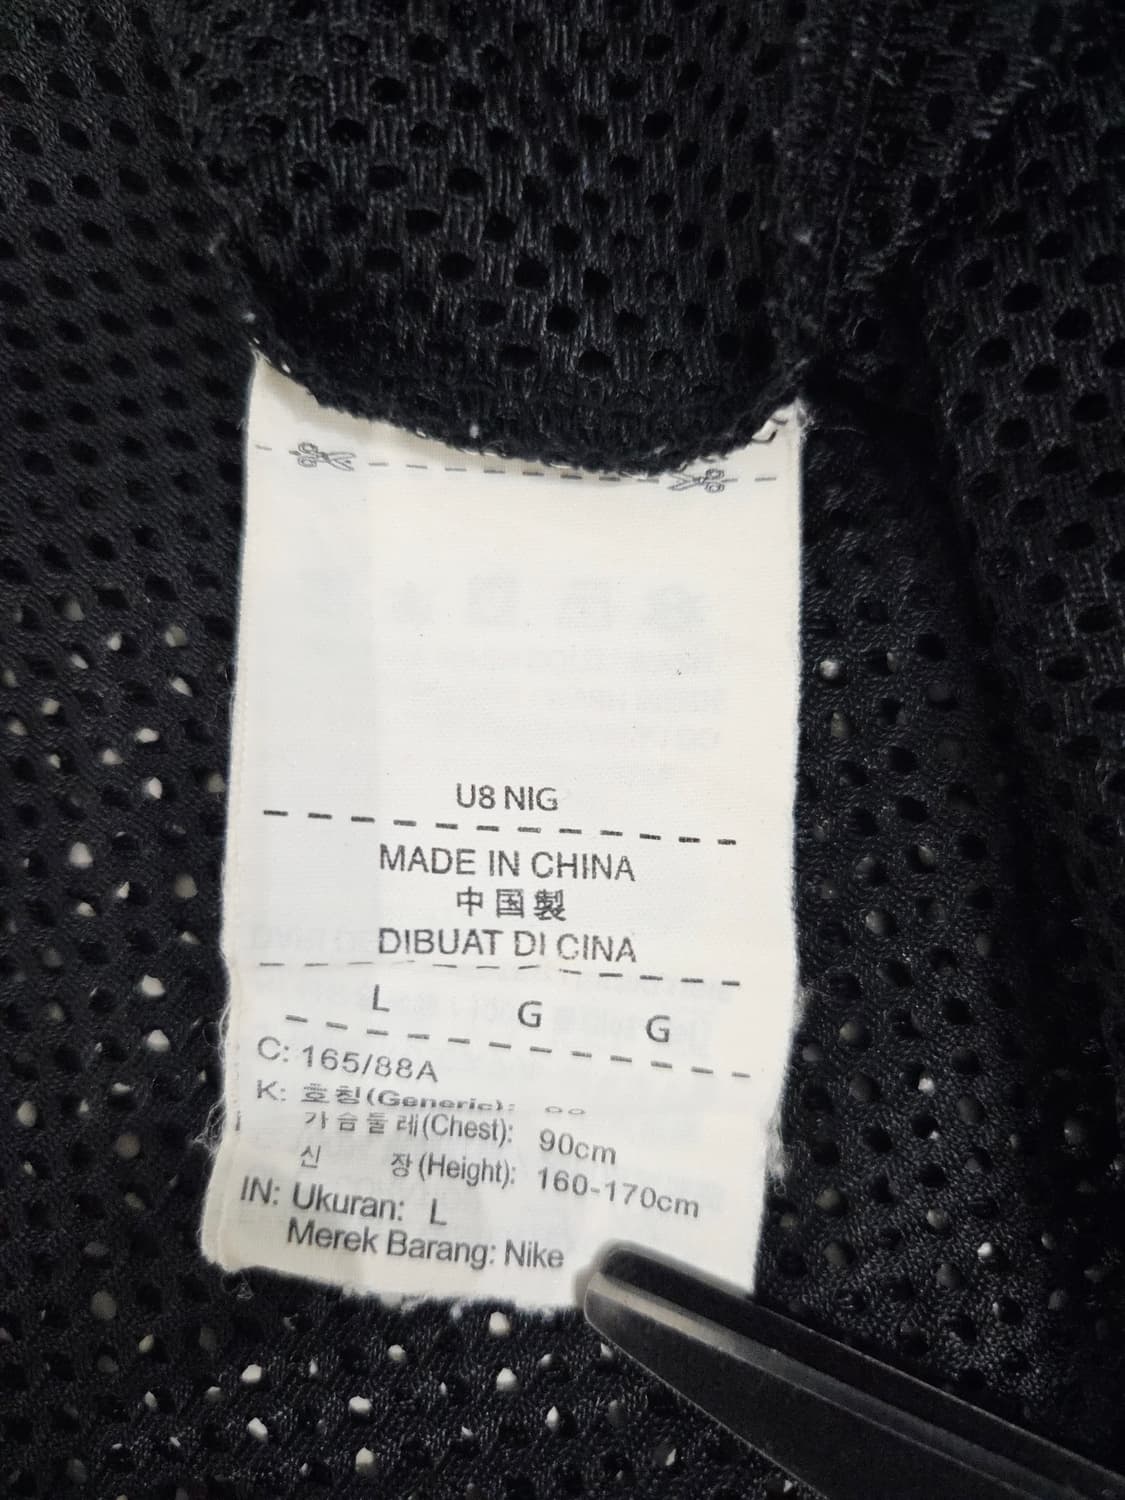 U8 NIG
MADE IN CHINA
中国製
DIBUAT DI CINA
L G G
C: 165/88A
K: 호칭(Generic):
가슴둘레(Chest): 90cm
신 장(Height): 160-170cm
IN: Ukuran: L
Merek Barang: Nike